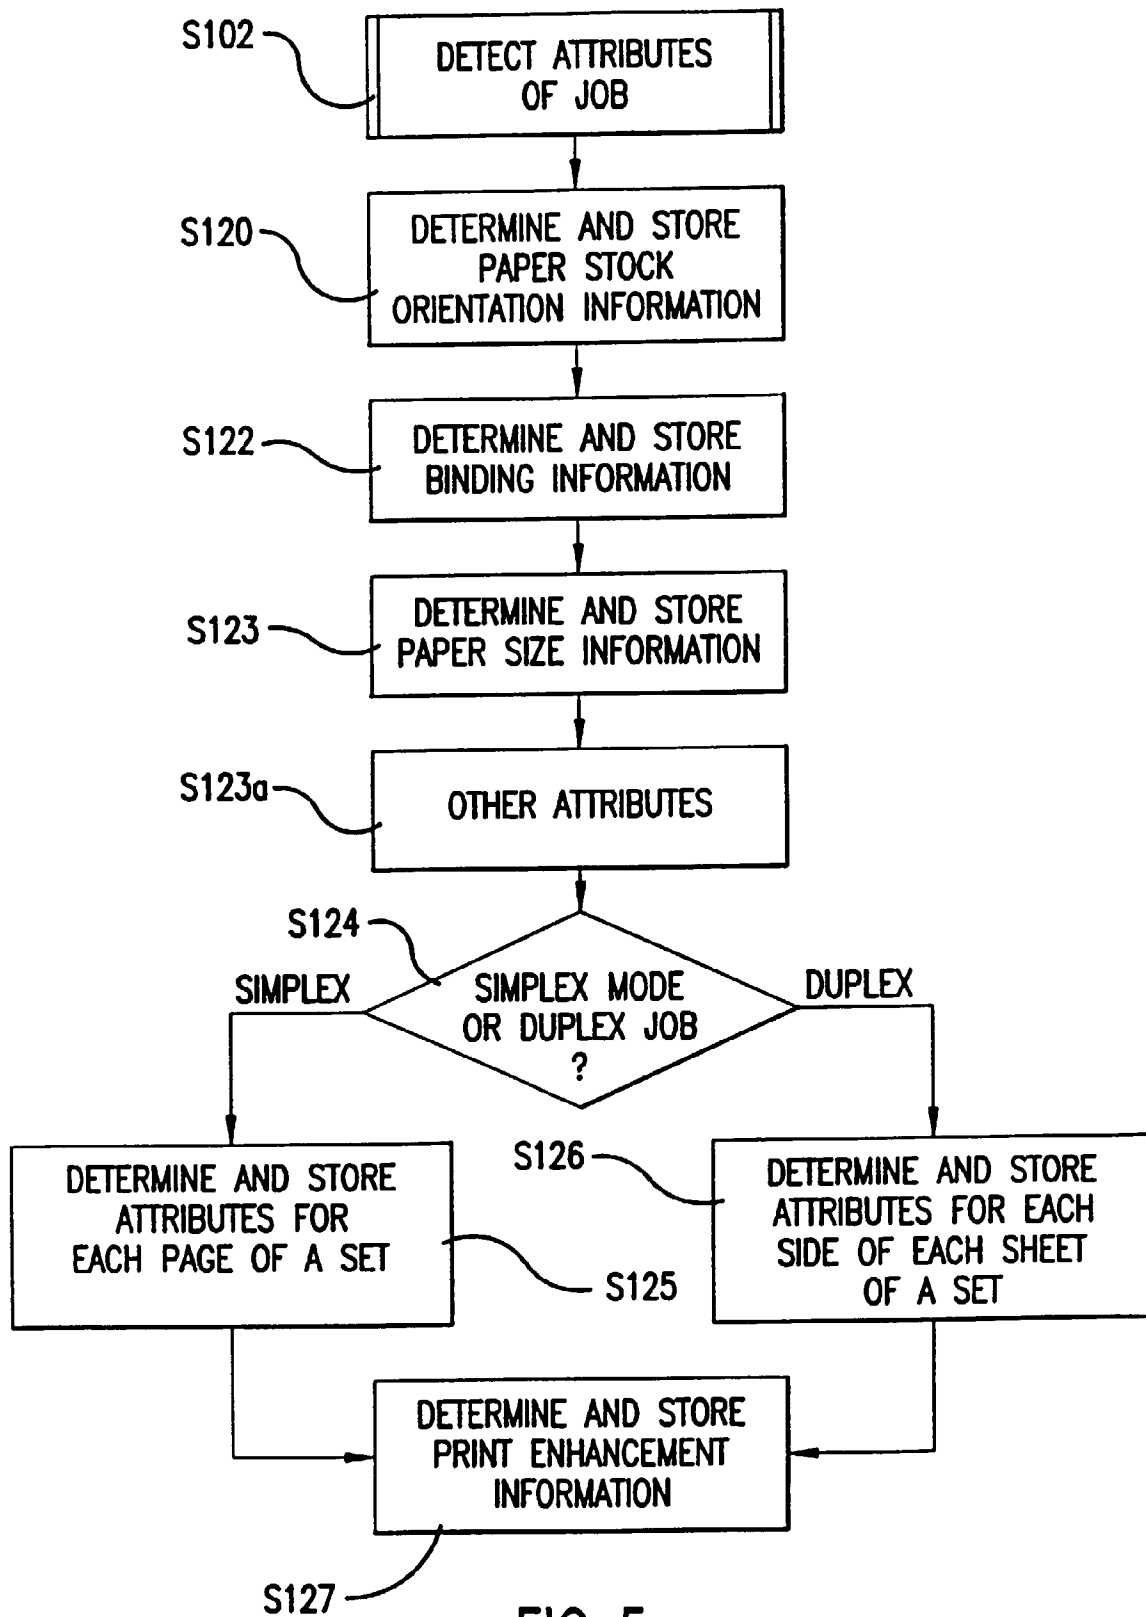 S102
DETECT ATTRIBUTES
OF JOB
S120
DETERMINE AND STORE
PAPER STOCK
ORIENTATION INFORMATION
S122
DETERMINE AND STORE
BINDING INFORMATION
S123
DETERMINE AND STORE
PAPER SIZE INFORMATION
S123a
OTHER ATTRIBUTES
S124
SIMPLEX
SIMPLEX MODE
OR DUPLEX JOB
?
DUPLEX
DETERMINE AND STORE
ATTRIBUTES FOR
EACH PAGE OF A SET
S125
S126
DETERMINE AND STORE
ATTRIBUTES FOR EACH
SIDE OF EACH SHEET
OF A SET
DETERMINE AND STORE
PRINT ENHANCEMENT
INFORMATION
S127
FIG. 5